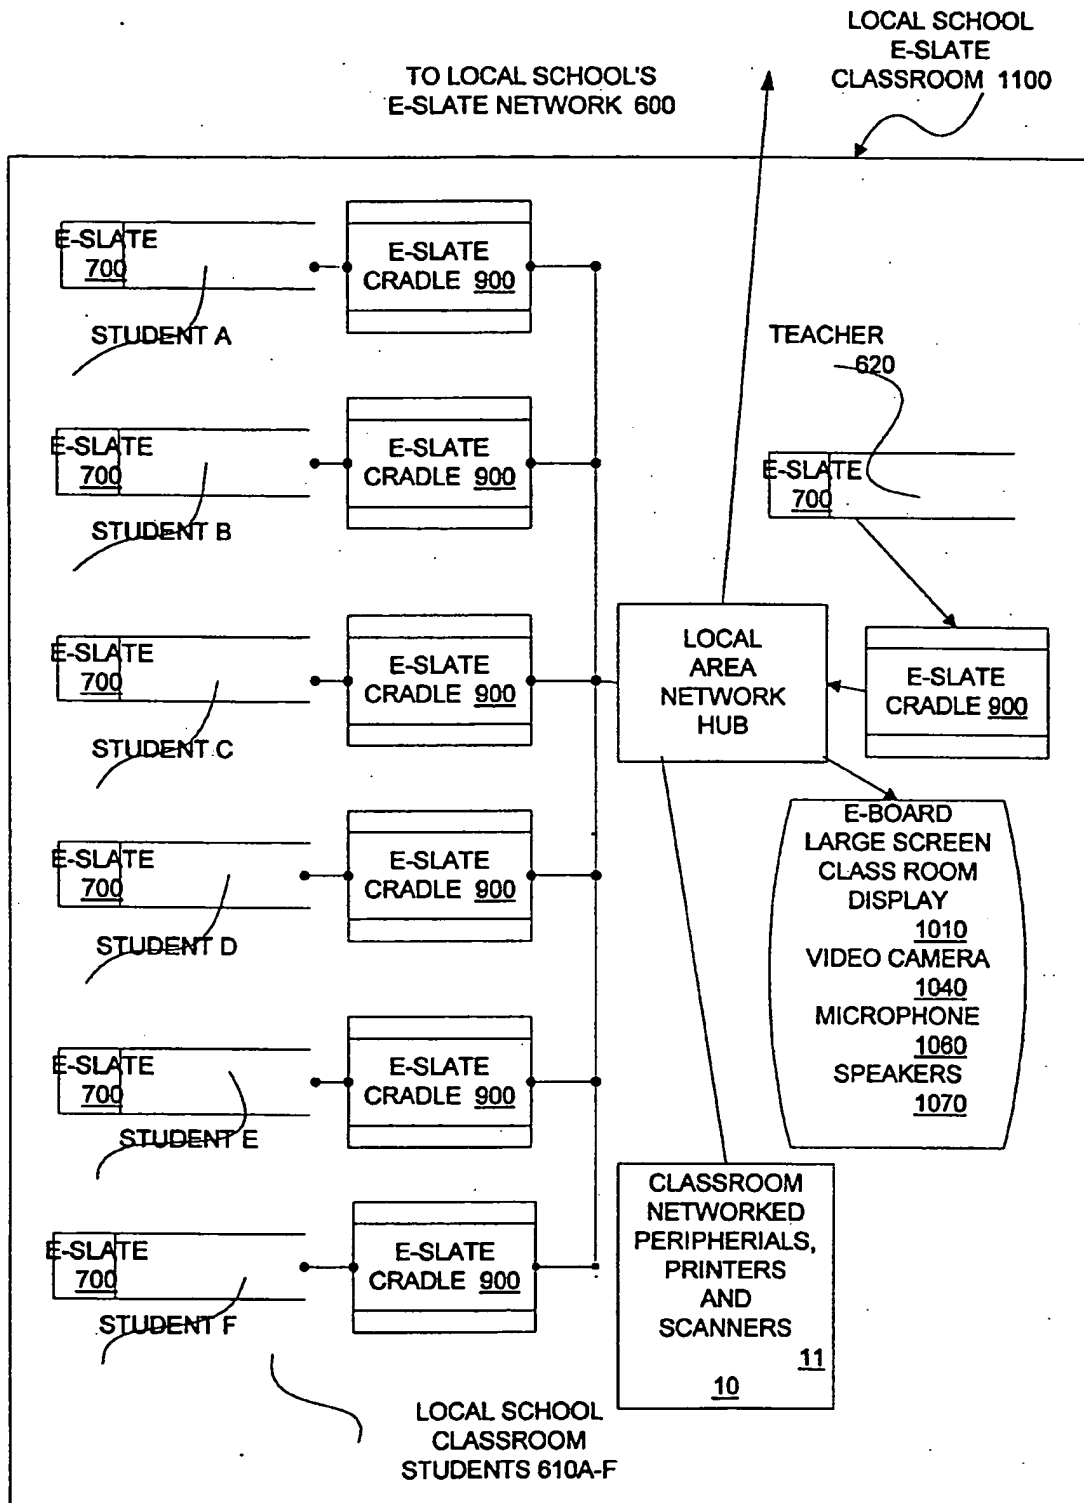 LOCAL SCHOOL
E-SLATE
CLASSROOM 1100
TO LOCAL SCHOOL'S
E-SLATE NETWORK 600
E-SLATE
700
STUDENT A
E-SLATE
CRADLE 900
E-SLATE
700
STUDENT B
E-SLATE
CRADLE 900
E-SLATE
700
STUDENT C
E-SLATE
CRADLE 900
E-SLATE
700
STUDENT D
E-SLATE
CRADLE 900
E-SLATE
700
STUDENT E
E-SLATE
CRADLE 900
E-SLATE
700
STUDENT F
E-SLATE
CRADLE 900
LOCAL SCHOOL
CLASSROOM
STUDENTS 610A-F
TEACHER
620
E-SLATE
700
E-SLATE
CRADLE 900
LOCAL
AREA
NETWORK
HUB
E-BOARD
LARGE SCREEN
CLASS ROOM
DISPLAY
1010
VIDEO CAMERA
1040
MICROPHONE
1060
SPEAKERS
1070
CLASSROOM
NETWORKED
PERIPHERIALS,
PRINTERS
AND
SCANNERS
11
10